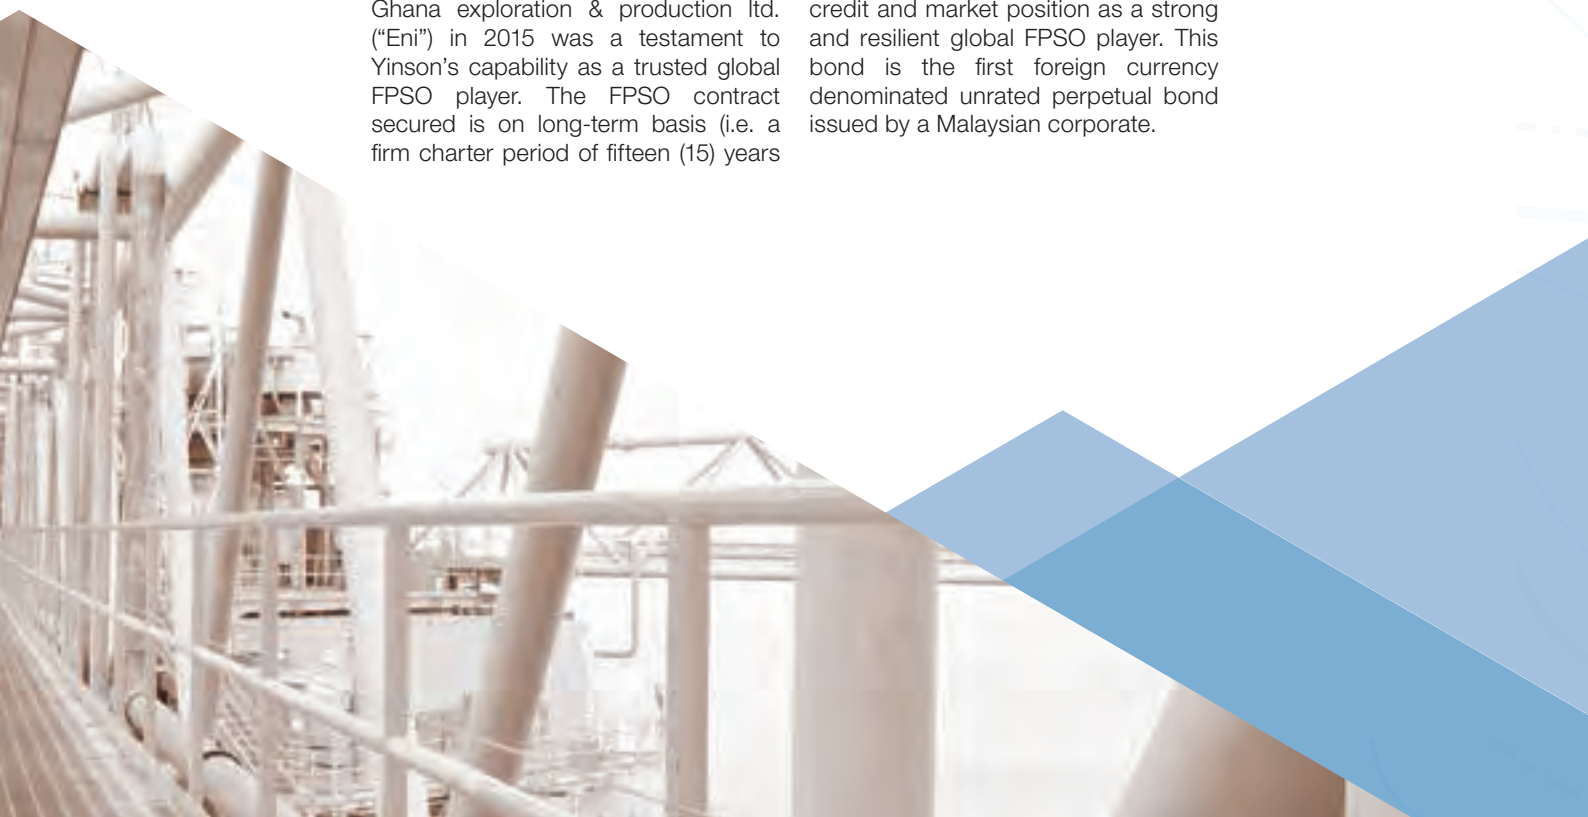 Ghana exploration & production ltd.
(“Eni”) in 2015 was a testament to
Yinson’s capability as a trusted global
FPSO player. The FPSO contract
secured is on long-term basis (i.e. a
firm charter period of fifteen (15) years
credit and market position as a strong
and resilient global FPSO player. This
bond is the first foreign currency
denominated unrated perpetual bond
issued by a Malaysian corporate.